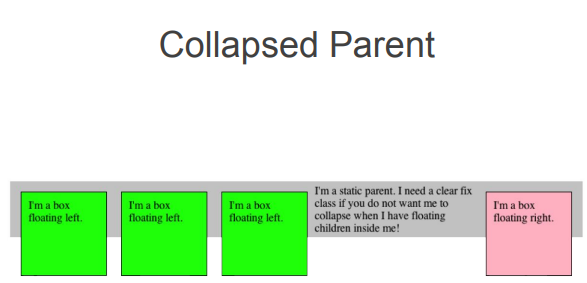 Collapsed Parent
I'm a box
floating left.
I'm a box
floating left.
I'm a box
floating left.
I'm a static parent. I need a clear fix
class if you do not want me to
collapse when I have floating
children inside me!
I'm a box
floating right.